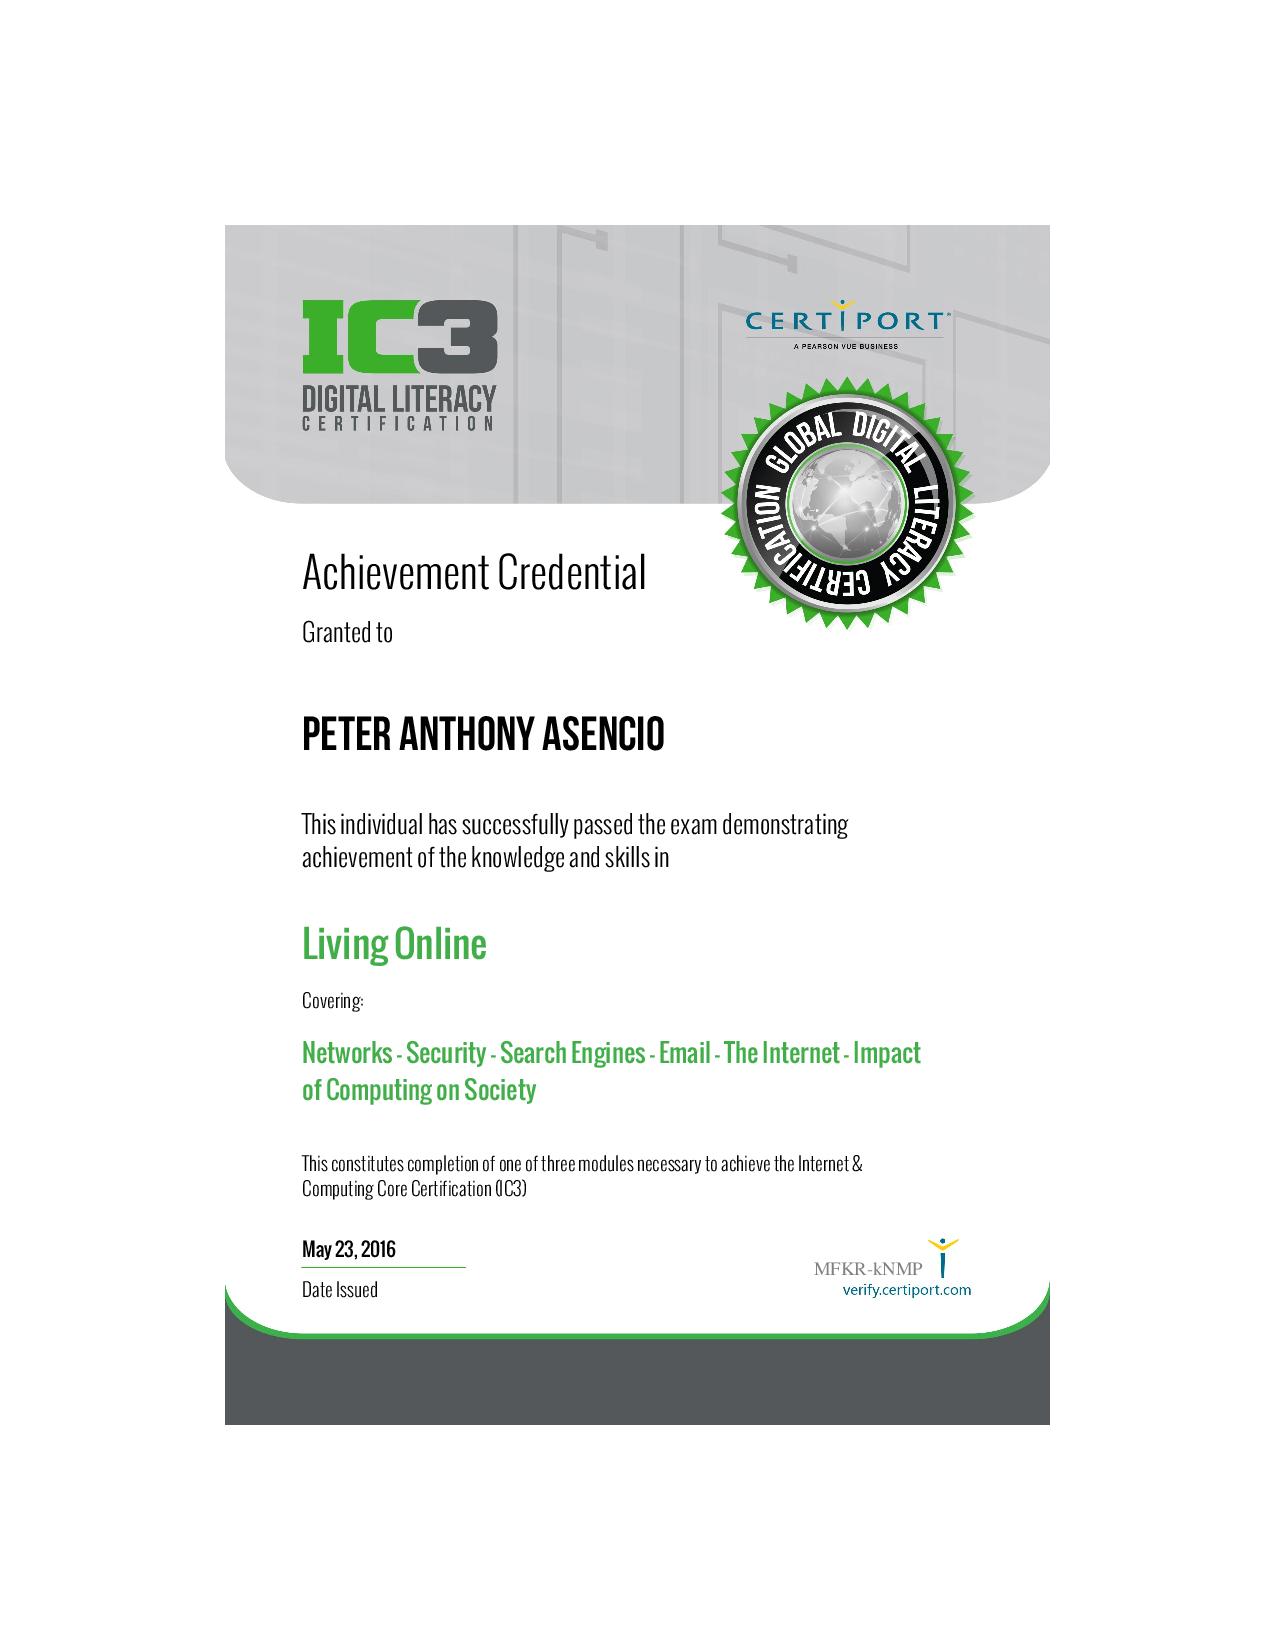 IC3
DIGITAL LITERACY
CERTIFICATION
CERTIPORT®
A PEARSON VUE BUSINESS
GLOBAL DIGITAL LITERACY CERTIFICATION
Achievement Credential
Granted to
PETER ANTHONY ASENCIO
This individual has successfully passed the exam demonstrating
achievement of the knowledge and skills in
Living Online
Covering:
Networks - Security - Search Engines - Email - The Internet - Impact
of Computing on Society
This constitutes completion of one of three modules necessary to achieve the Internet &
Computing Core Certification (IC3)
May 23, 2016
Date Issued
MFKR-kNMP
verify.certiport.com